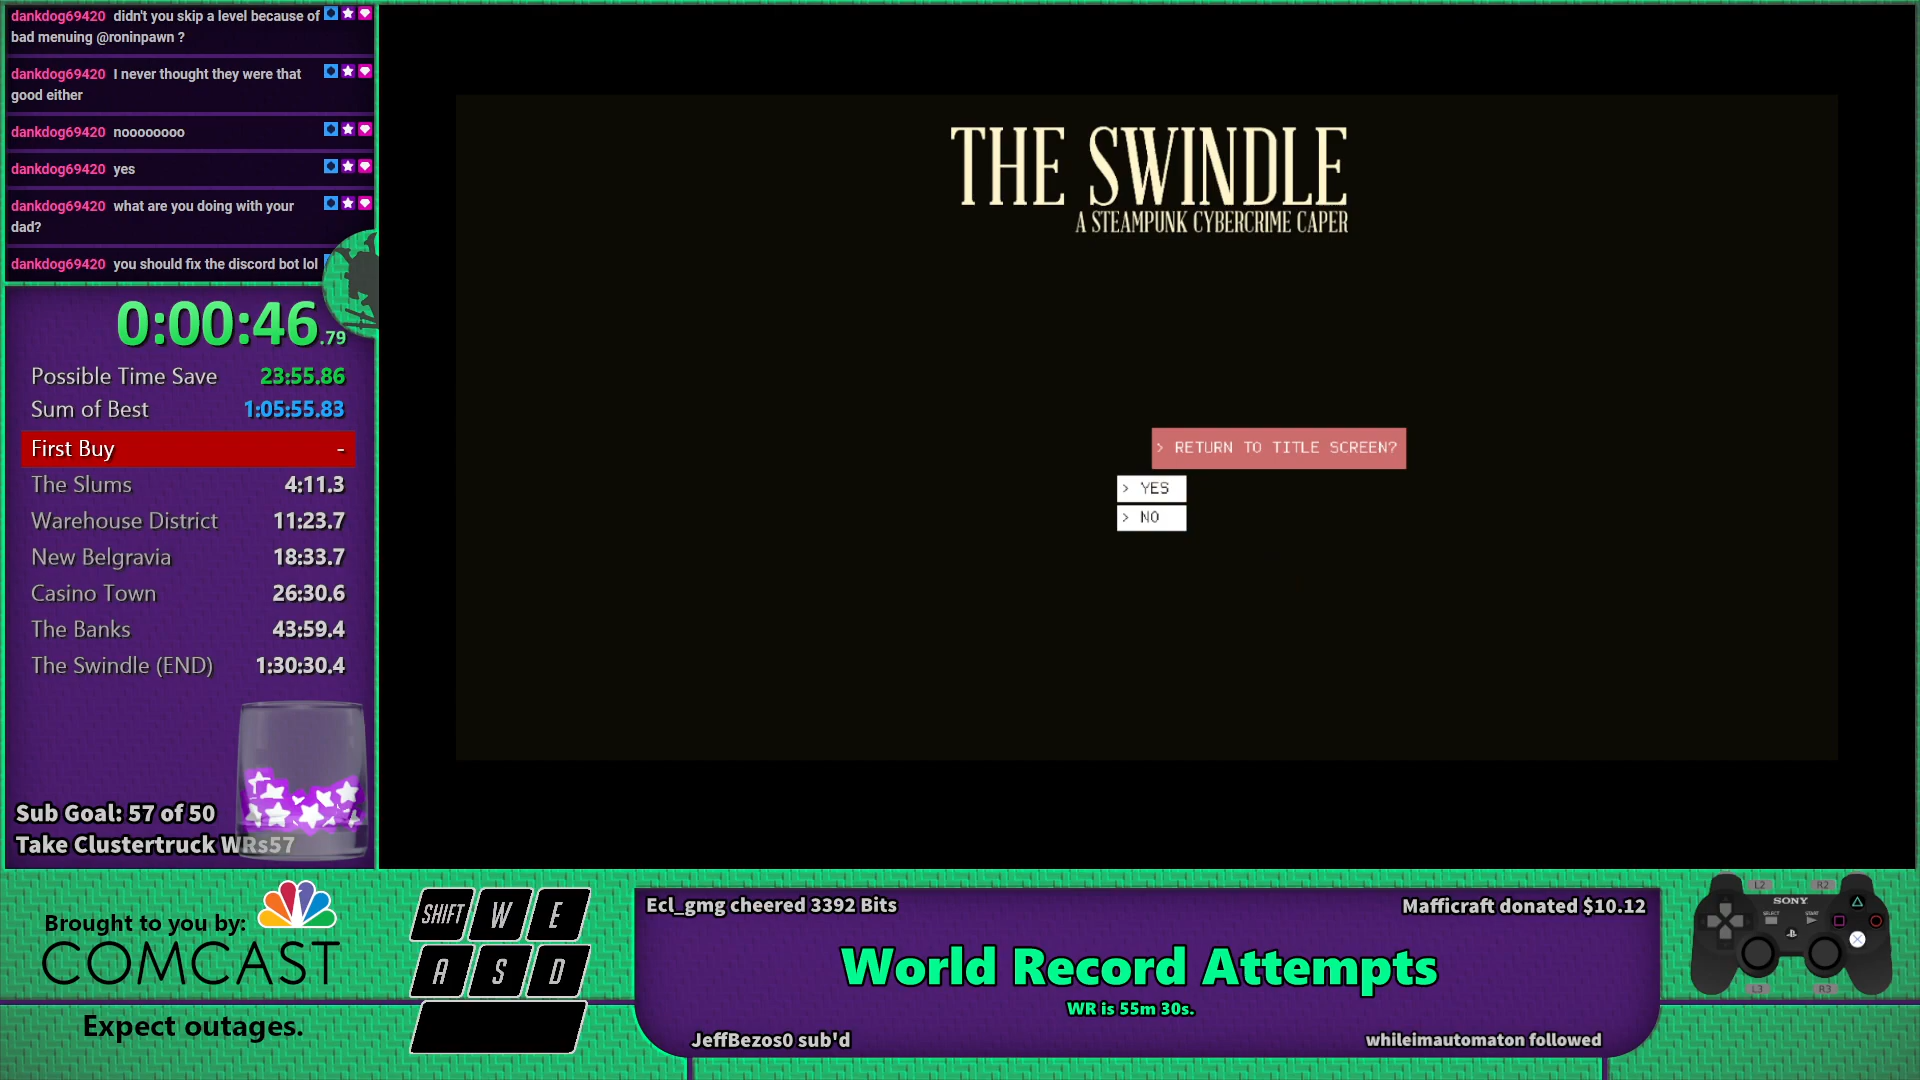 dankdog69420 didn't you skip a level because of
bad menuing @roninpawn ?
dankdog69420 I never thought they were that
good either
dankdog69420 noooooooo
dankdog69420 yes
dankdog69420 what are you doing with your
dad?
dankdog69420 you should fix the discord bot lol
0:00:46.79
Possible Time Save 23:55.86
Sum of Best 1:05:55.83
First Buy -
The Slums 4:11.3
Warehouse District 11:23.7
New Belgravia 18:33.7
Casino Town 26:30.6
The Banks 43:59.4
The Swindle (END) 1:30:30.4
Sub Goal: 57 of 50
Take Clustertruck WRs57
THE SWINDLE
A STEAMPUNK CYBERCRIME CAPER
> RETURN TO TITLE SCREEN?
> YES
> NO
Brought to you by:
COMCAST
Expect outages.
SHIFT W E
A S D
Ecl_gmg cheered 3392 Bits
Mafficraft donated $10.12
World Record Attempts
WR is 55m 30s.
JeffBezos0 sub'd
whileimautomaton followed
L2 R2
SONY
SELECT START
L3 R3